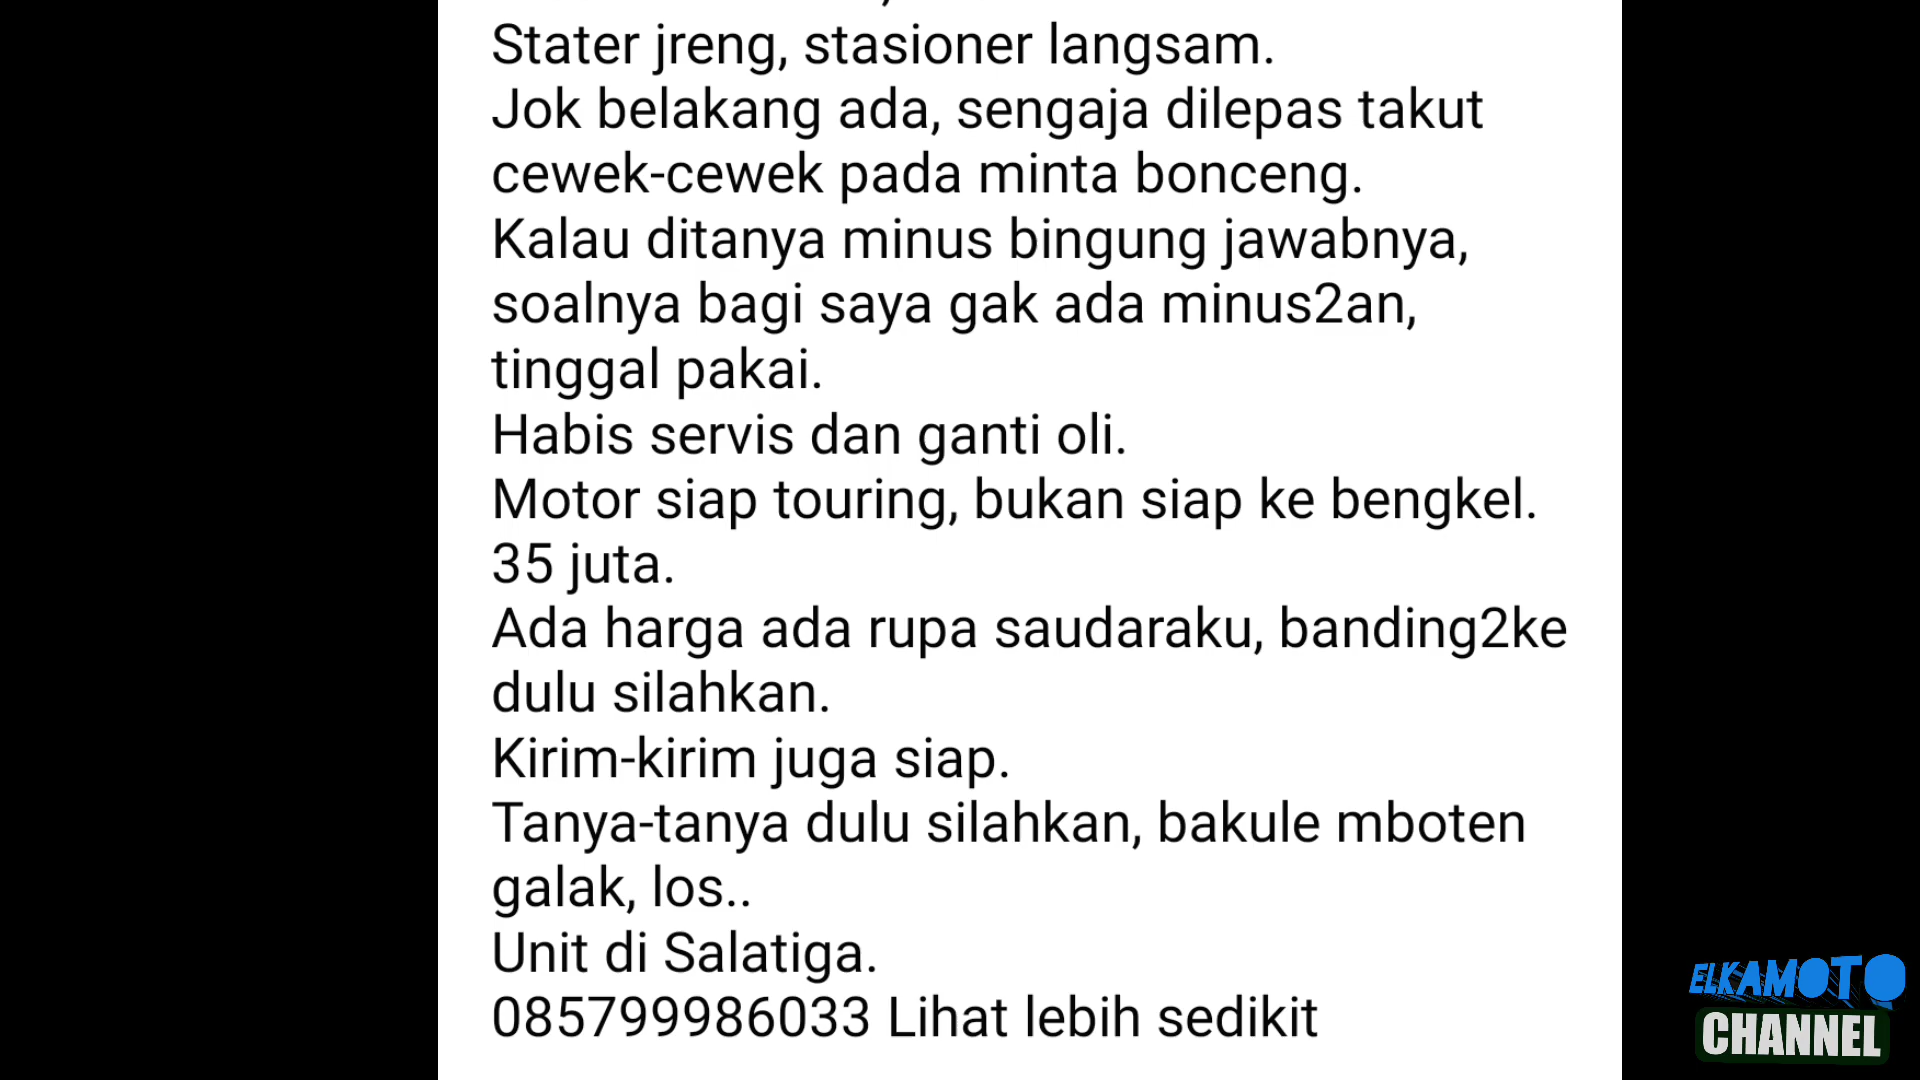 Stater jreng, stasioner langsam.
Jok belakang ada, sengaja dilepas takut
cewek-cewek pada minta bonceng.
Kalau ditanya minus bingung jawabnya,
soalnya bagi saya gak ada minus2an,
tinggal pakai.
Habis servis dan ganti oli.
Motor siap touring, bukan siap ke bengkel.
35 juta.
Ada harga ada rupa saudaraku, banding2ke
dulu silahkan.
Kirim-kirim juga siap.
Tanya-tanya dulu silahkan, bakule mboten
galak, los..
Unit di Salatiga.
085799986033 Lihat lebih sedikit
ELKAMOTO
CHANNEL